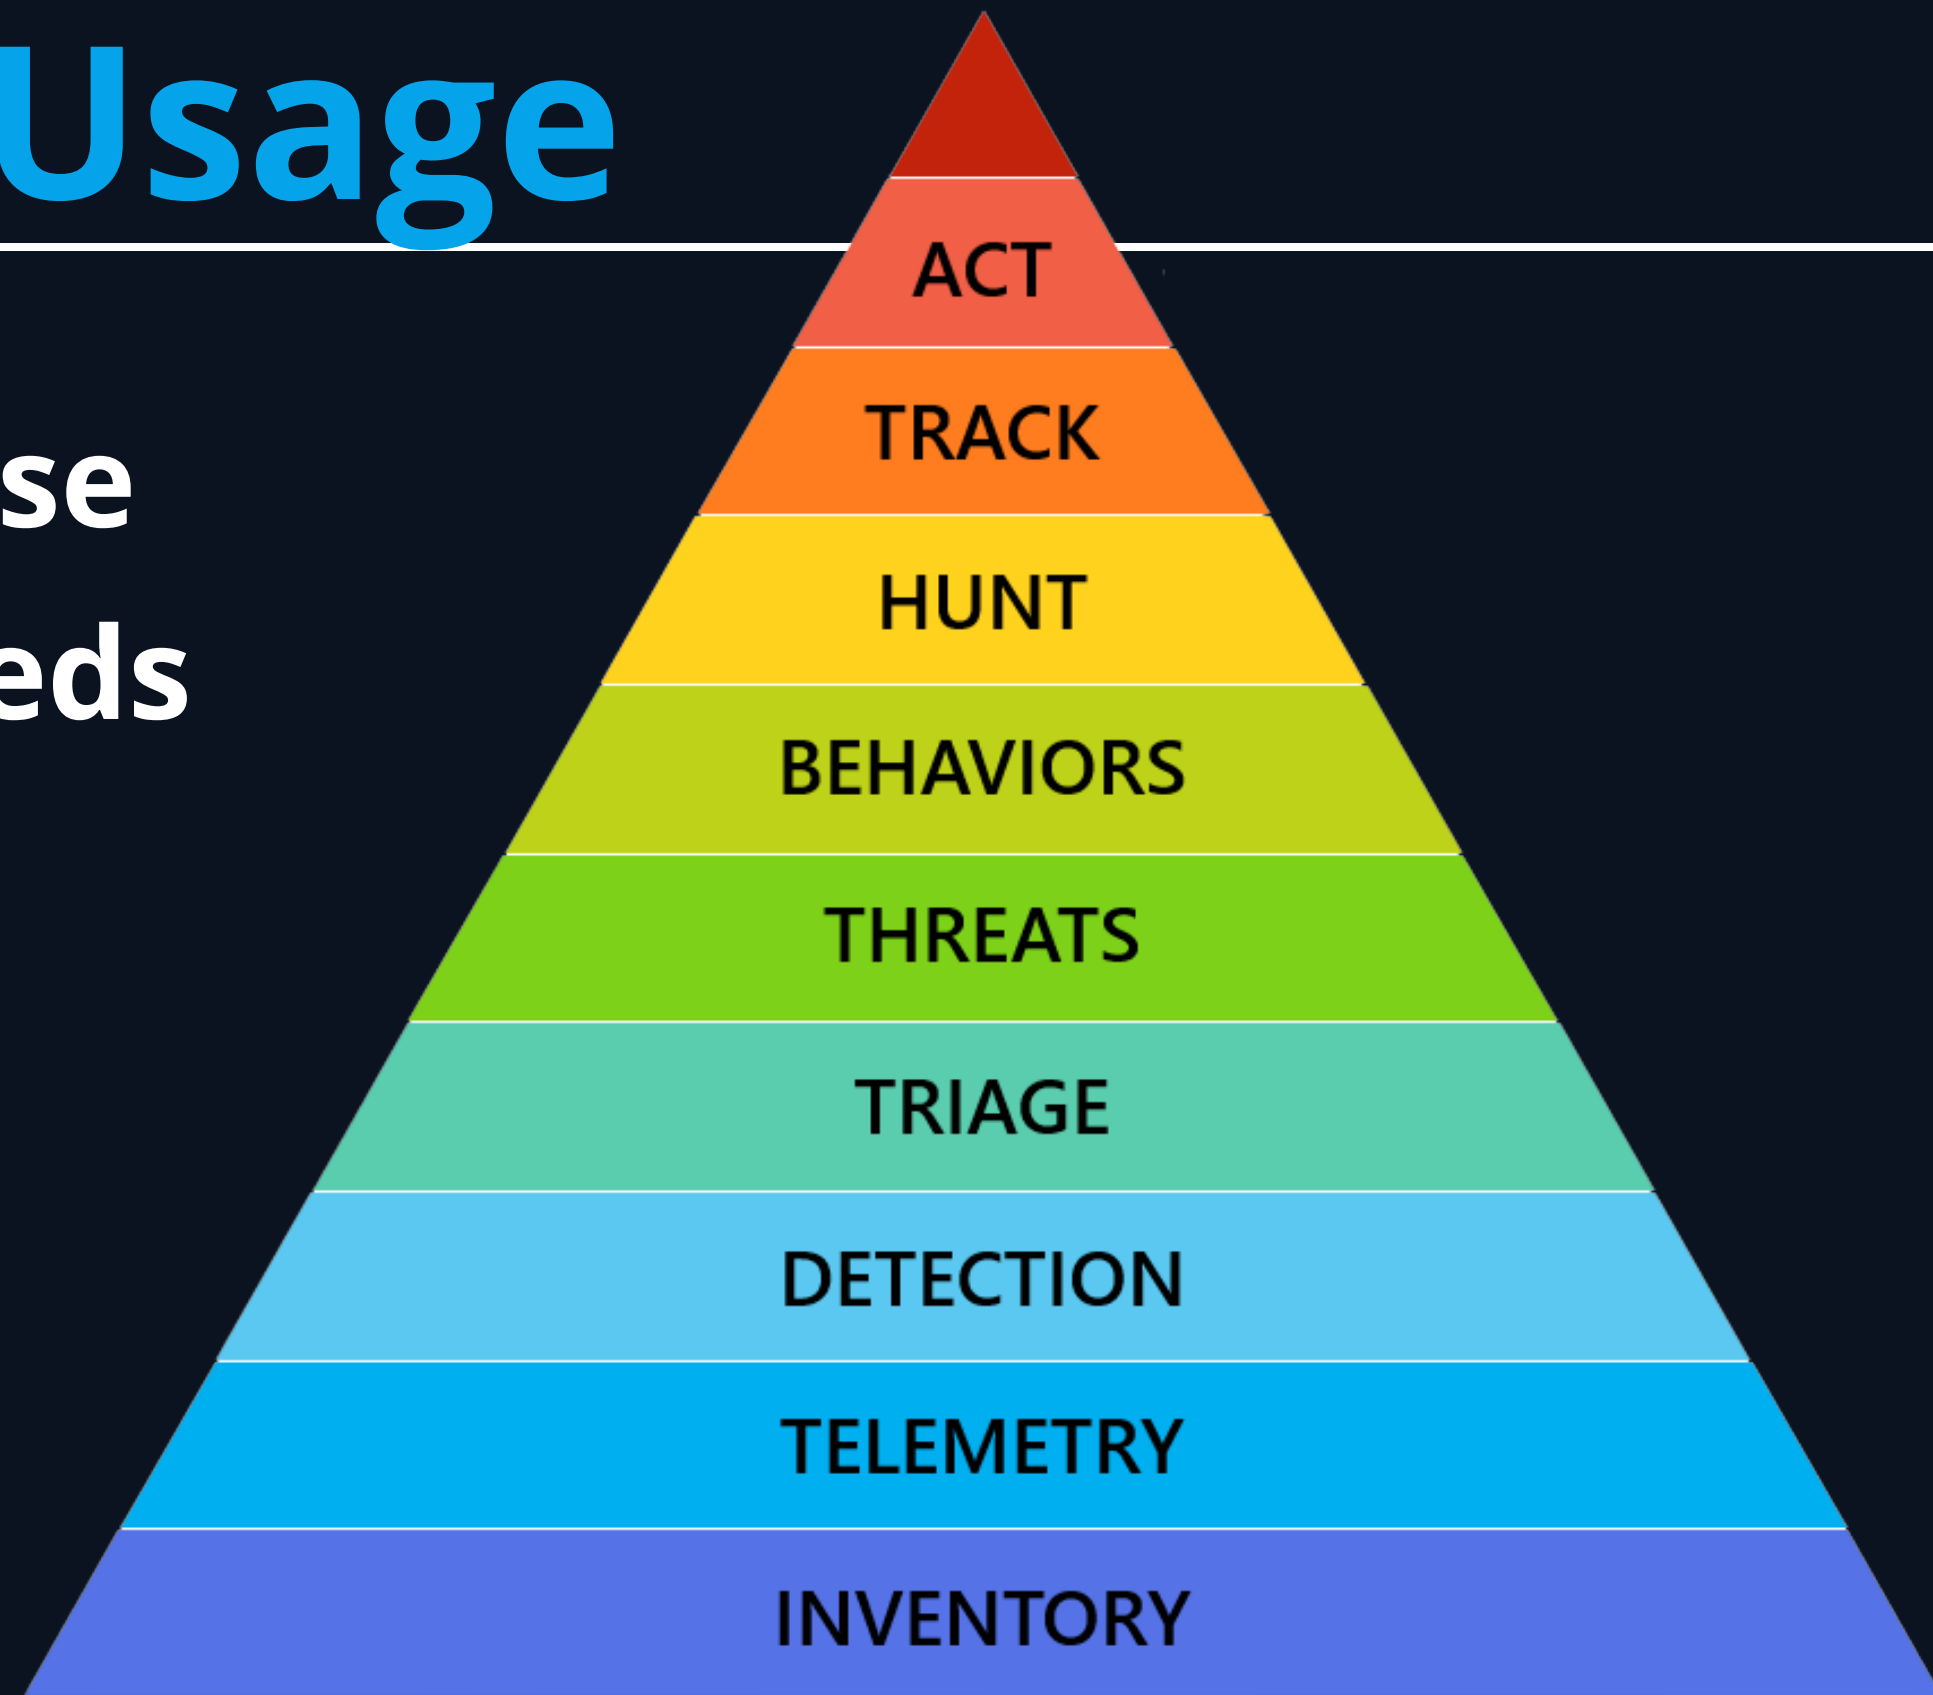 Usage
se
eds
ACT
TRACK
HUNT
BEHAVIORS
THREATS
TRIAGE
DETECTION
TELEMETRY
INVENTORY